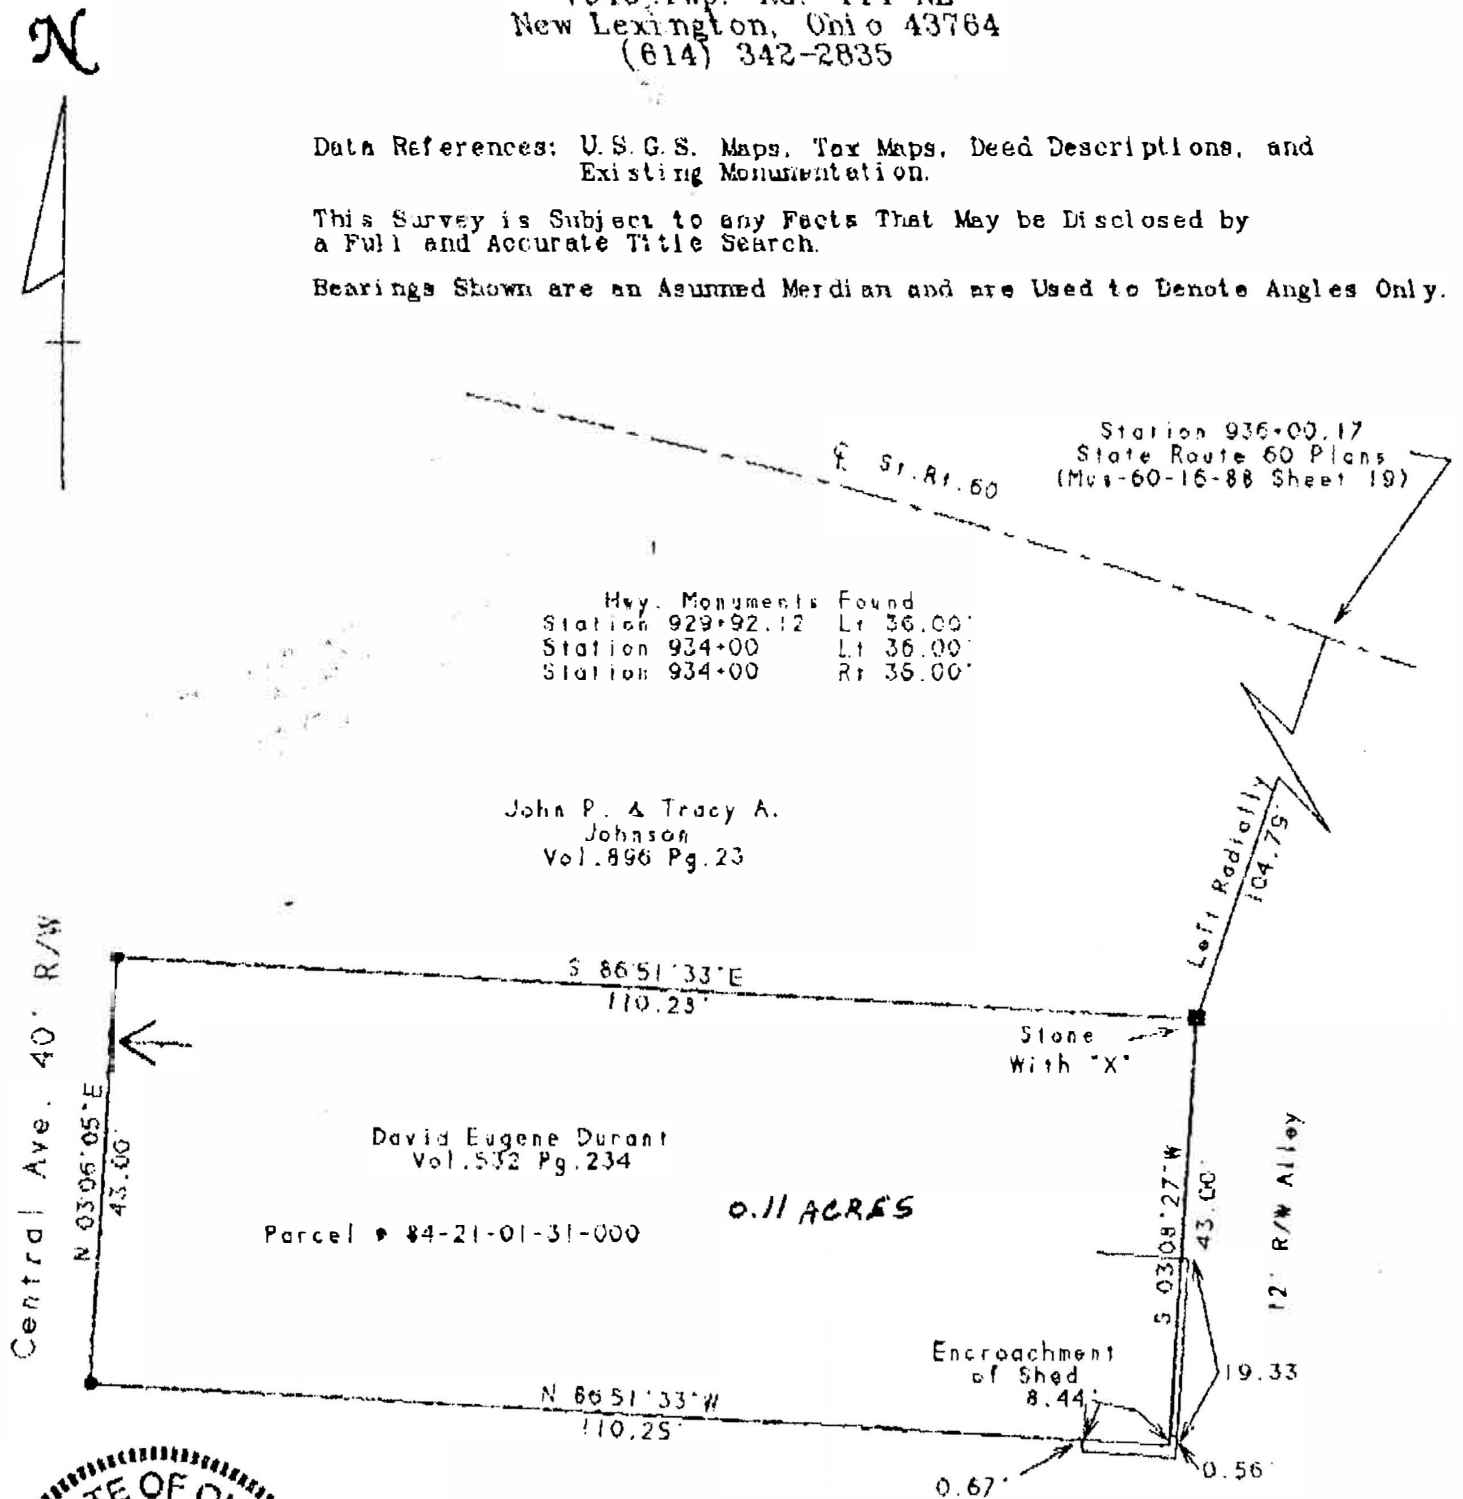 N
New Lexington, Ohio 43764
(614) 342-2835
Data References: U.S.G.S. Maps, Tax Maps, Deed Descriptions, and
Existing Monumentation.
This Survey is Subject to any Facts That May be Disclosed by
a Full and Accurate Title Search.
Bearings Shown are an Asummed Merdian and are Used to Denote Angles Only.
Station 936+00.17
State Route 60 Plans
(Mus-60-16-88 Sheet 19)
℄ St.Rt.60
Hwy. Monuments Found
Station 929+92.12 Lt 36.00'
Station 934+00 Lt 36.00'
Station 934+00 Rt 35.00'
John P. & Tracy A.
Johnson
Vol.896 Pg.23
Left Radially
104.79'
Central Ave. 40' R/W
S 86°51'33"E
110.23'
Stone
With "X"
N 03°06'05"E
43.00'
David Eugene Durant
Vol.532 Pg.234
0.11 ACRES
Parcel # 84-21-01-31-000
S 03°08'27"W
43.00'
12' R/W Alley
Encroachment
of Shed
8.44'
19.33
N 86°51'33"W
110.25'
0.67'
0.56'